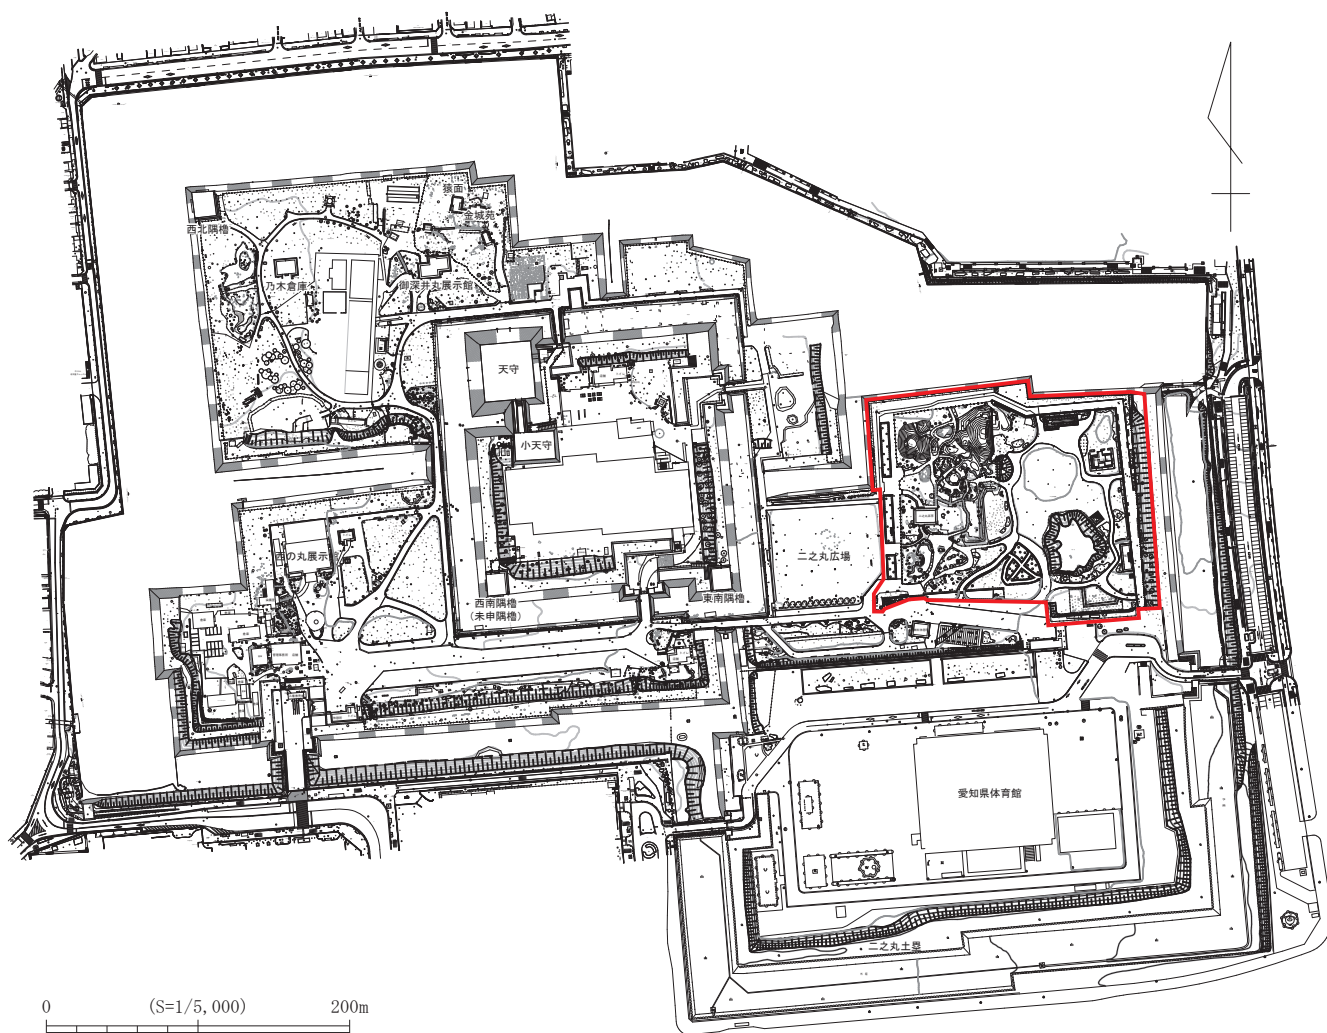 猿面
金城苑
西北隅櫓
乃木倉庫
御深井丸展示館
天守
小天守
西の丸展示
二之丸広場
西南隅櫓
(未申隅櫓)
東南隅櫓
愛知県体育館
二之丸土塁
0 (S=1/5,000) 200m